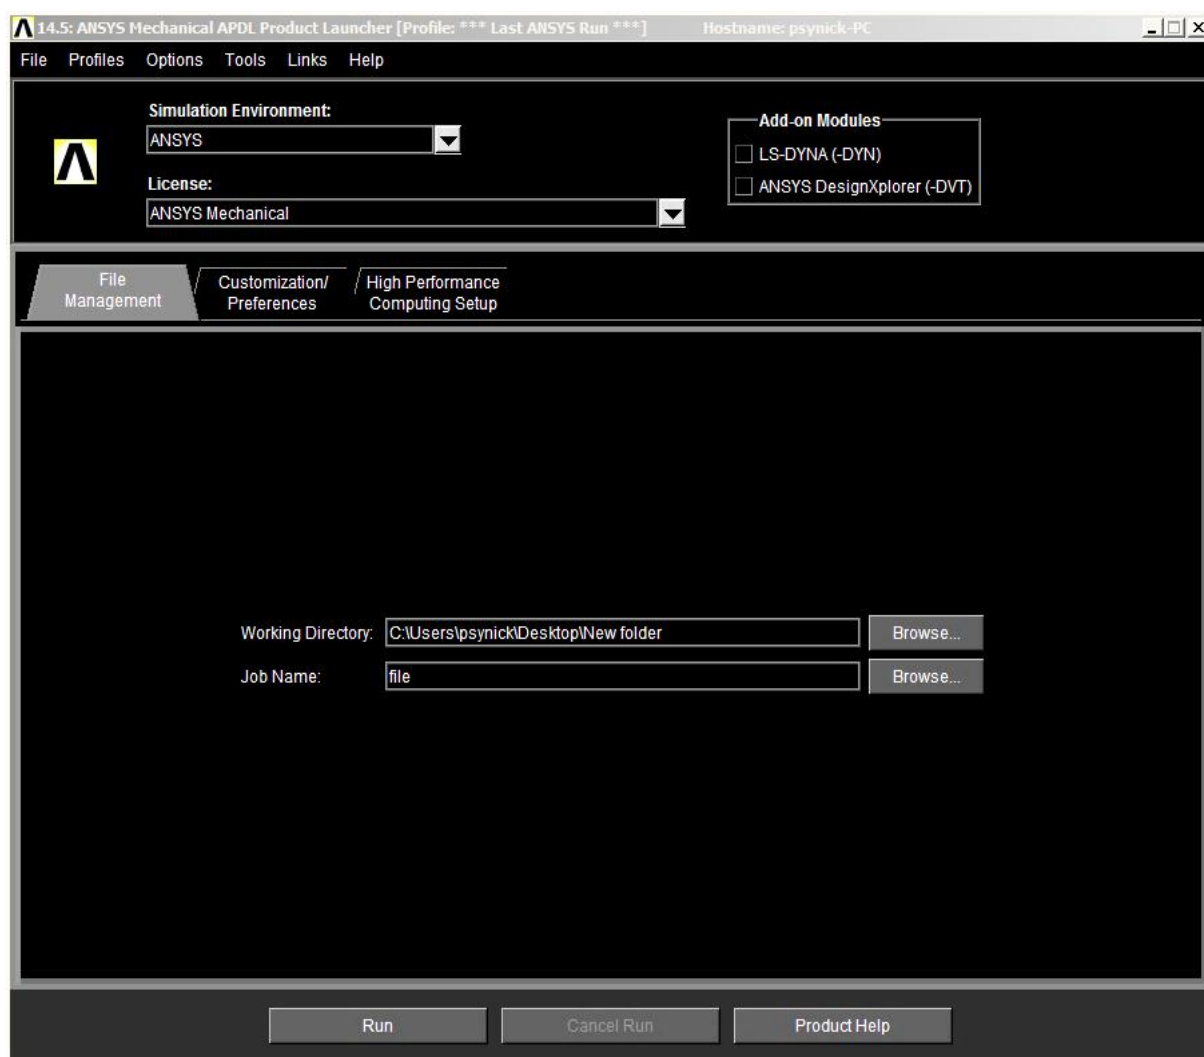 14.5: ANSYS Mechanical APDL Product Launcher [Profile: *** Last ANSYS Run ***] Hostname: psynick-PC
File Profiles Options Tools Links Help
Simulation Environment:
ANSYS
License:
ANSYS Mechanical
Add-on Modules
LS-DYNA (-DYN)
ANSYS DesignXplorer (-DVT)
File
Management
Customization/
Preferences
High Performance
Computing Setup
Working Directory: C:\Users\psynick\Desktop\New folder Browse...
Job Name: file Browse...
Run Cancel Run Product Help